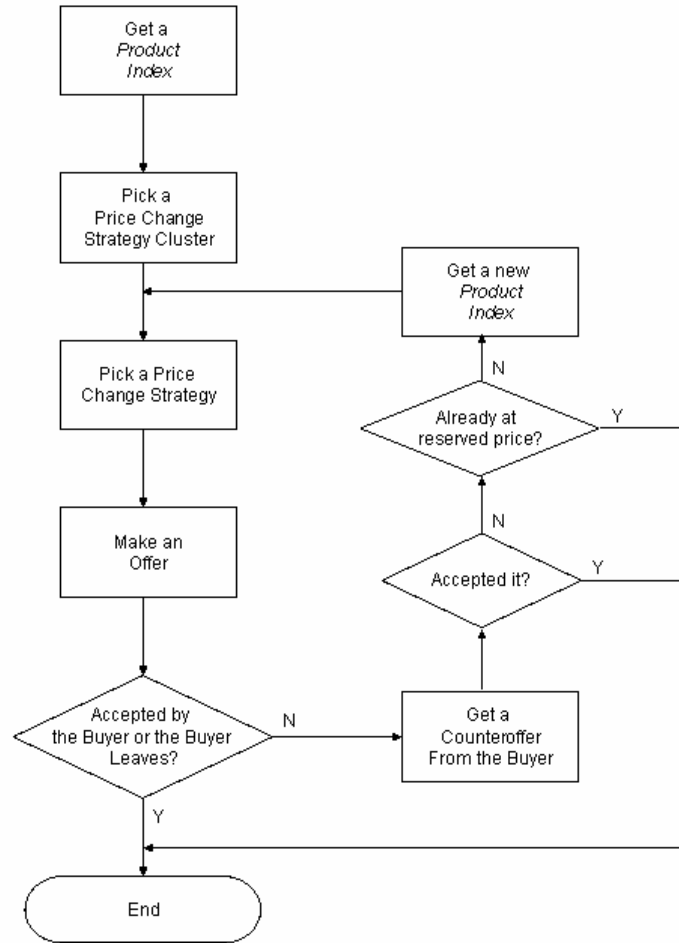 Get a
Product
Index
Pick a
Price Change
Strategy Cluster
Get a new
Product
Index
Pick a Price
Change Strategy
N
Already at
reserved price?
Y
N
Make an
Offer
Accepted it?
Y
Accepted by
the Buyer or the Buyer
Leaves?
N
Get a
Counteroffer
From the Buyer
Y
End